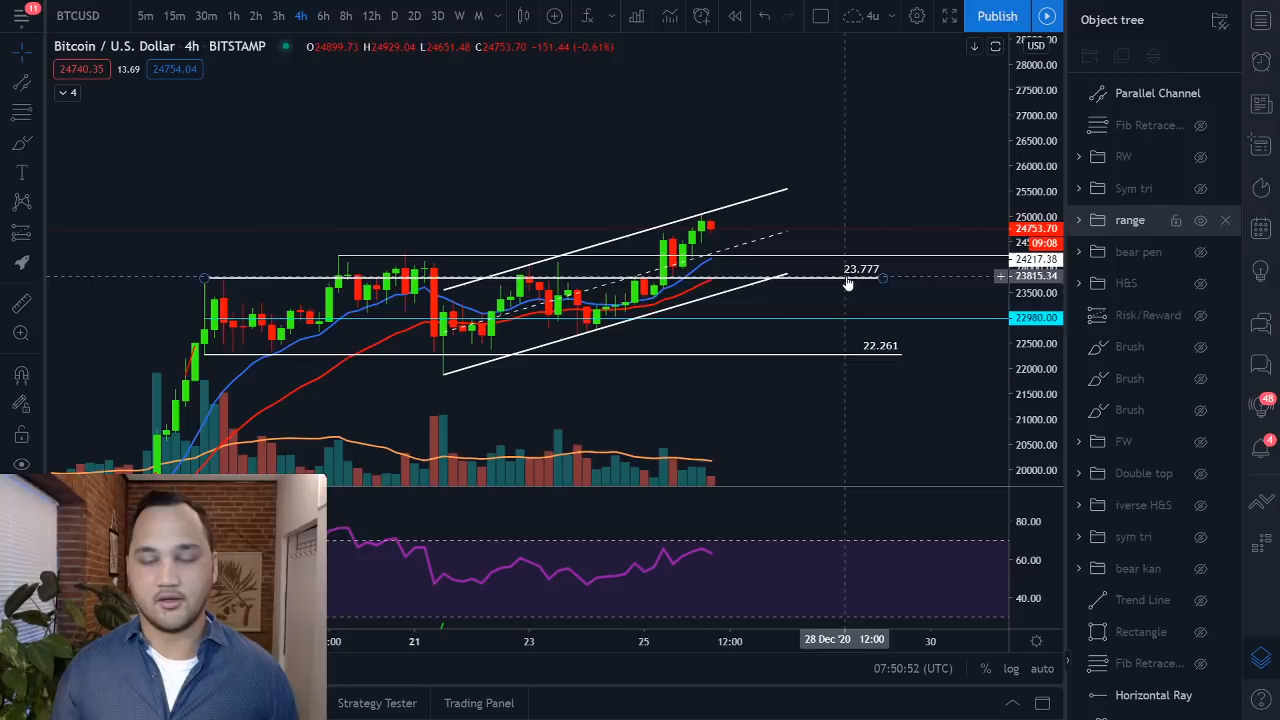 11
BTCUSD
5m 15m 30m 1h 2h 3h 4h 6h 8h 12h D 2D 3D W M
4u
Publish
Object tree
Bitcoin / U.S. Dollar 4h BITSTAMP
O24899.73 H24929.04 L24651.48 C24753.70 −151.44 (−0.61%)
USD
24740.35 13.69 24754.04
4
28000.00
27500.00
27000.00
26500.00
26000.00
25500.00
25000.00
24753.70
09:08
24217.38
23815.34
23500.00
22980.00
22500.00
22000.00
21500.00
21000.00
20500.00
20000.00
80.00
60.00
40.00
23.777
22.261
21
23
25
12:00
28 Dec '20 12:00
30
07:50:52 (UTC)
% log auto
Strategy Tester
Trading Panel
Parallel Channel
Fib Retrace...
RW
Sym tri
range
bear pen
H&S
Risk/Reward
Brush
Brush
Brush
FW
Double top
iverse H&S
sym tri
bear kan
Trend Line
Rectangle
Fib Retrace...
Horizontal Ray
48
4